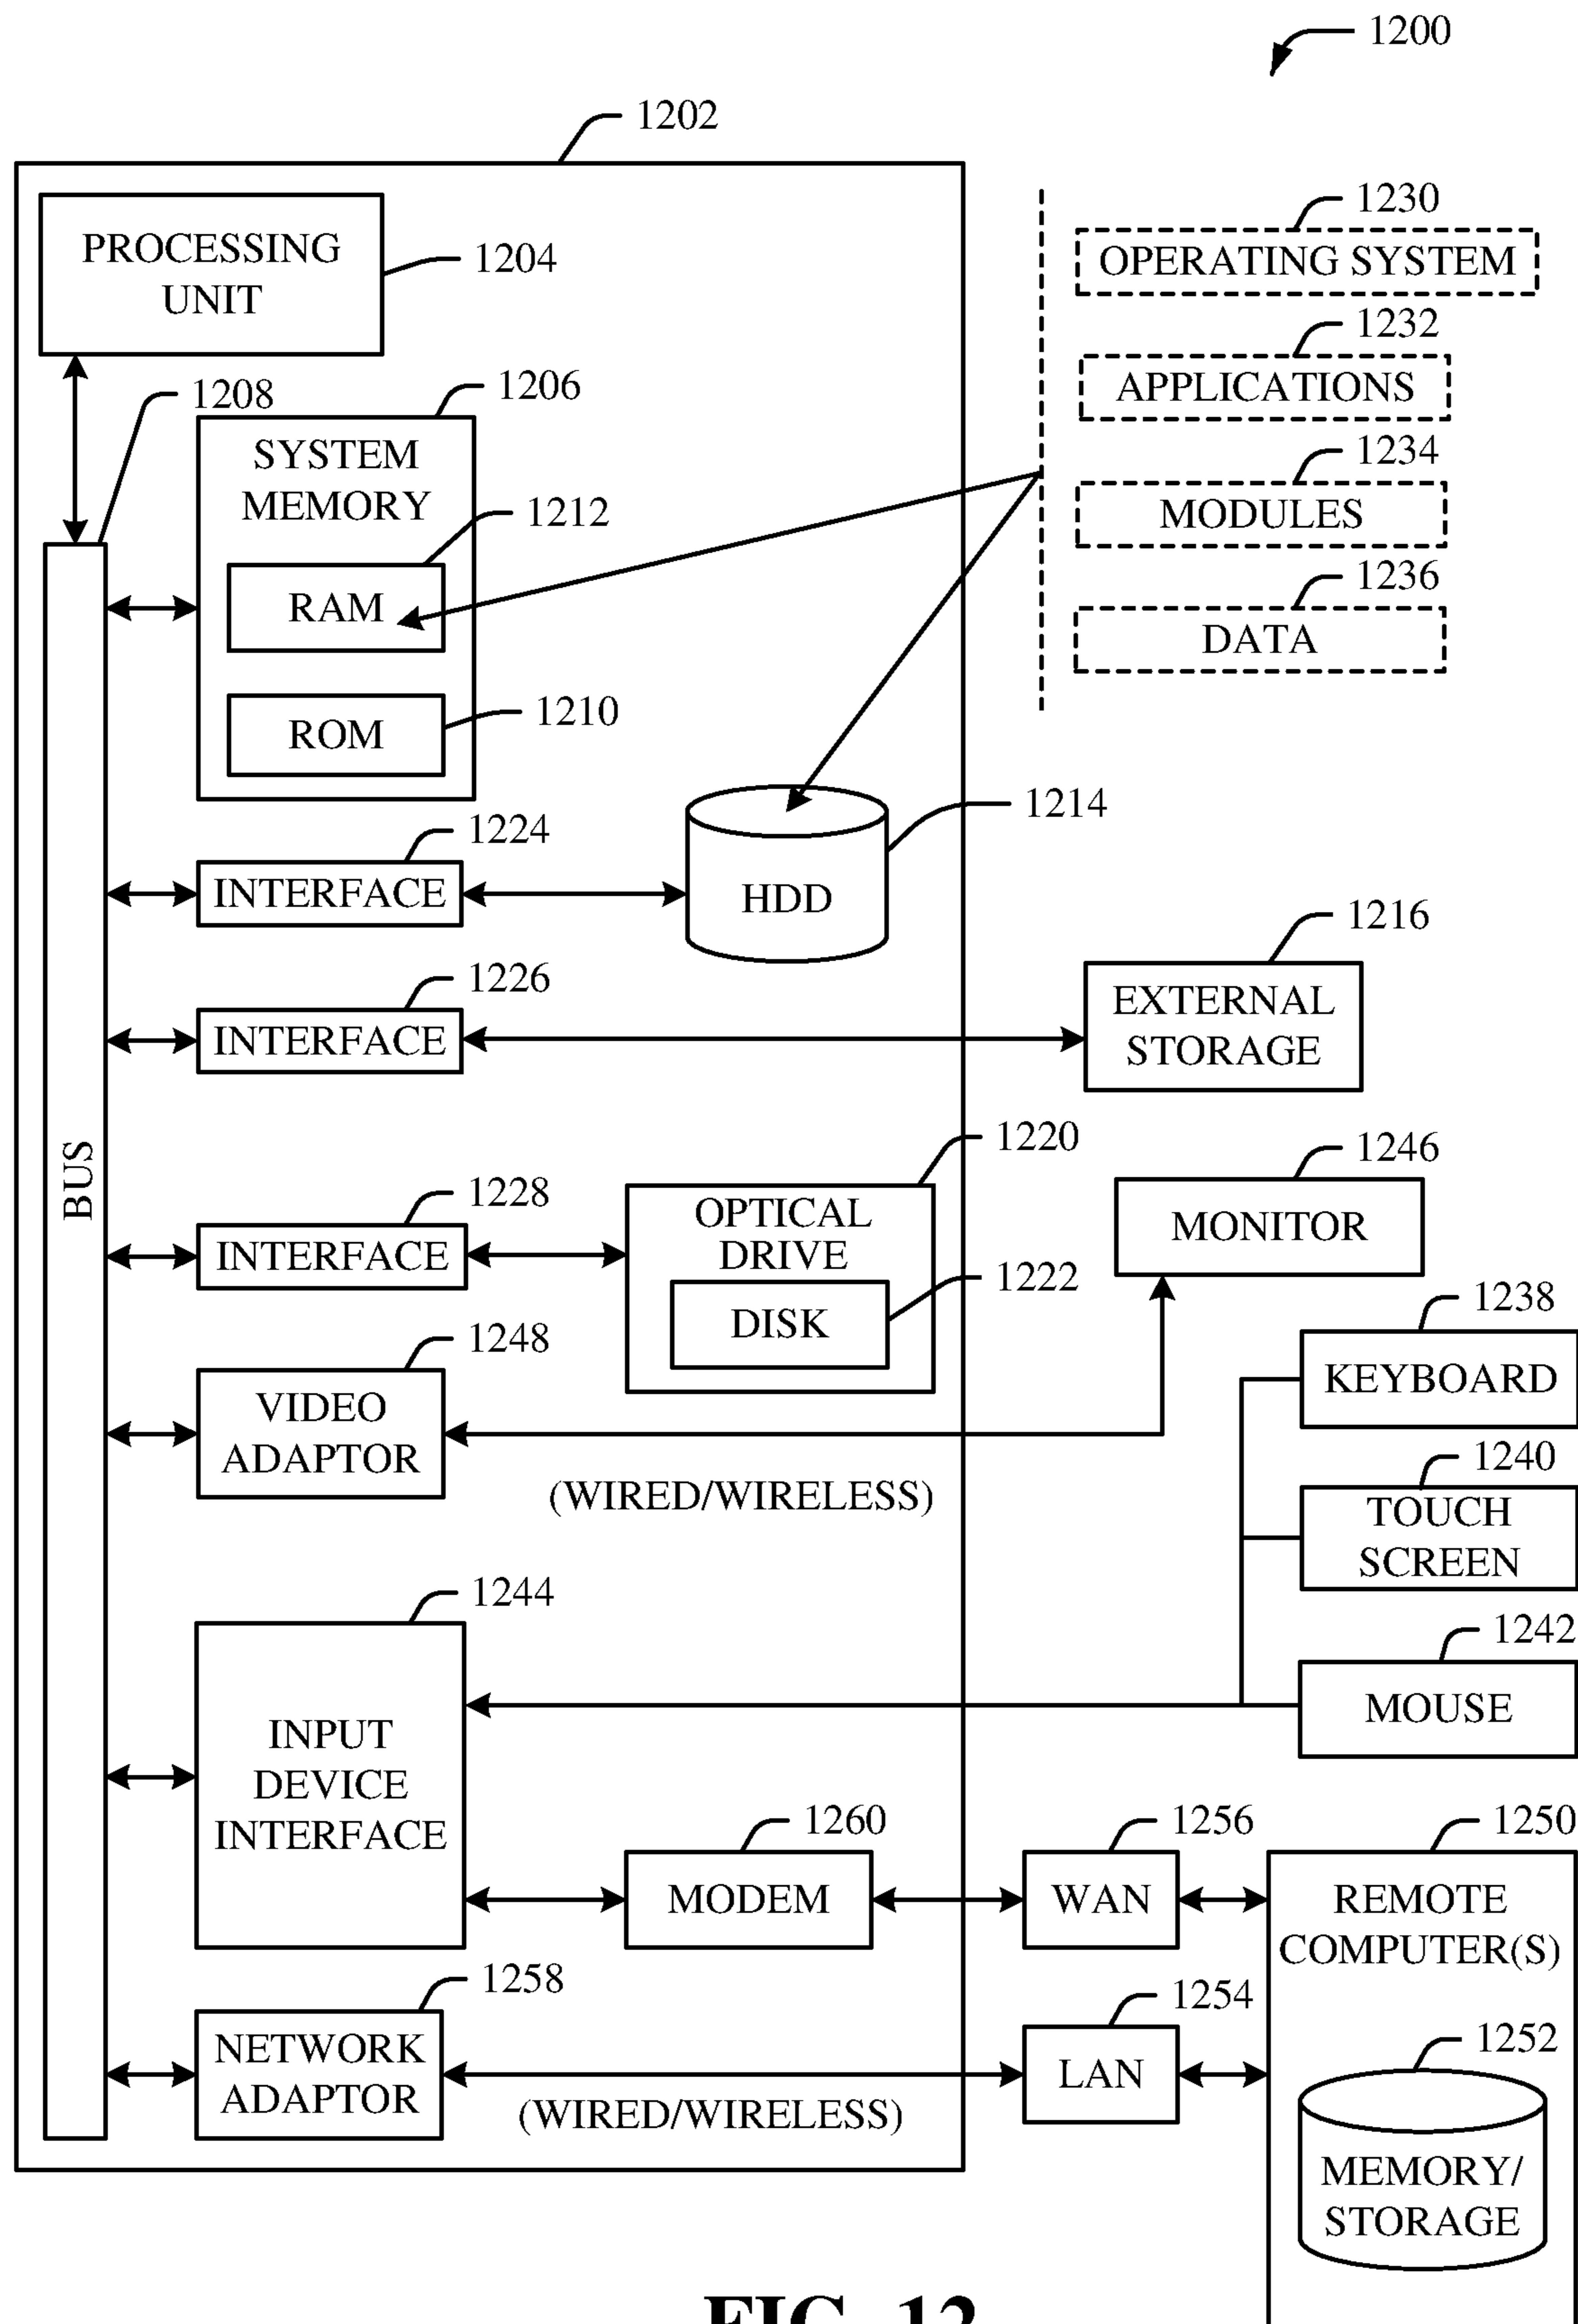 1200
1202
PROCESSING
UNIT
1204
1230
OPERATING SYSTEM
1232
APPLICATIONS
1234
MODULES
1236
DATA
1208
1206
SYSTEM
MEMORY
1212
RAM
1210
ROM
1224
INTERFACE
1214
HDD
1226
INTERFACE
1216
EXTERNAL
STORAGE
BUS
1228
INTERFACE
1220
OPTICAL
DRIVE
1222
DISK
1246
MONITOR
1248
VIDEO
ADAPTOR
(WIRED/WIRELESS)
1238
KEYBOARD
1240
TOUCH
SCREEN
1242
MOUSE
1244
INPUT
DEVICE
INTERFACE
1260
MODEM
1256
WAN
1250
REMOTE
COMPUTER(S)
1258
NETWORK
ADAPTOR
(WIRED/WIRELESS)
1254
LAN
1252
MEMORY/
STORAGE
FIG. 12